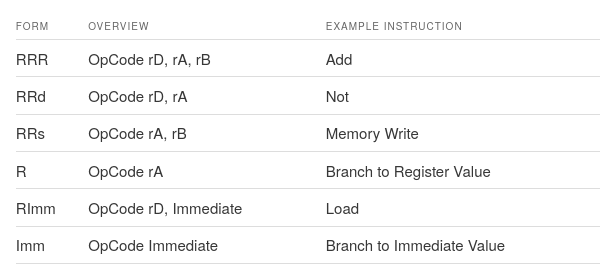 FORM OVERVIEW EXAMPLE INSTRUCTION
RRR OpCode rD, rA, rB Add
RRd OpCode rD, rA Not
RRs OpCode rA, rB Memory Write
R OpCode rA Branch to Register Value
RImm OpCode rD, Immediate Load
Imm OpCode Immediate Branch to Immediate Value